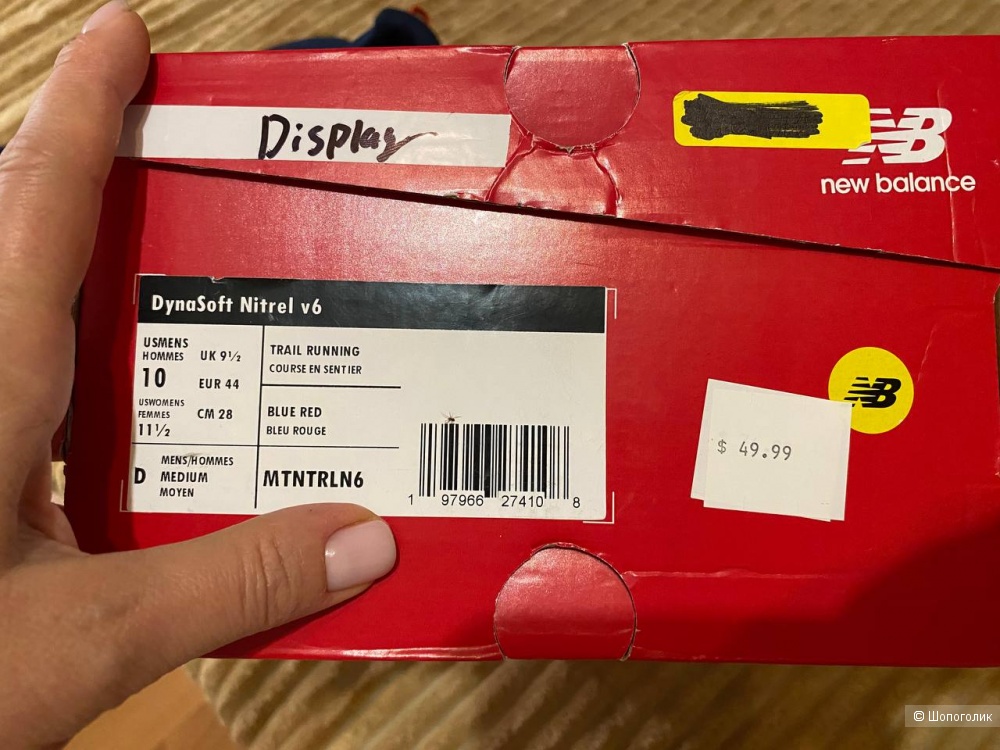 Display
NB
new balance
DynaSoft Nitrel v6
USMENS
HOMMES
10
UK 9½
EUR 44
CM 28
USWOMENS
FEMMES
11½
TRAIL RUNNING
COURSE EN SENTIER
BLUE RED
BLEU ROUGE
D
MENS/HOMMES
MEDIUM
MOYEN
MTNTRLN6
1 97966 27410 8
NB
$ 49.99
© Шопоголик